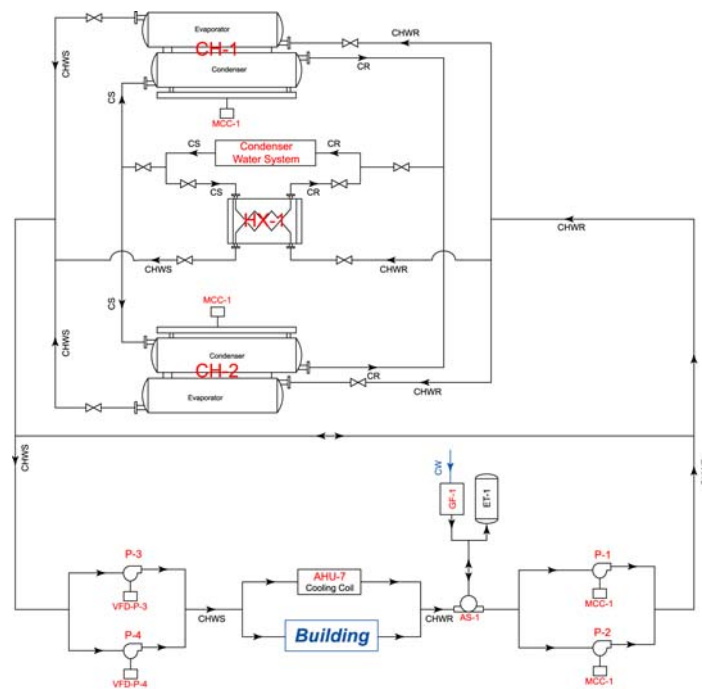 Evaporator
CH-1
Condenser
MCC-1
CHWS
CHWR
CR
CS
CS
Condenser
Water System
CR
CS
CR
HX-1
CHWS
CHWR
CHWR
CS
MCC-1
Condenser
CH-2
Evaporator
CHWS
CR
CHWR
CHWS
CW
GF-1
ET-1
P-3
VFD-P-3
P-4
VFD-P-4
CHWS
AHU-7
Cooling Coil
Building
CHWR
AS-1
P-1
MCC-1
P-2
MCC-1